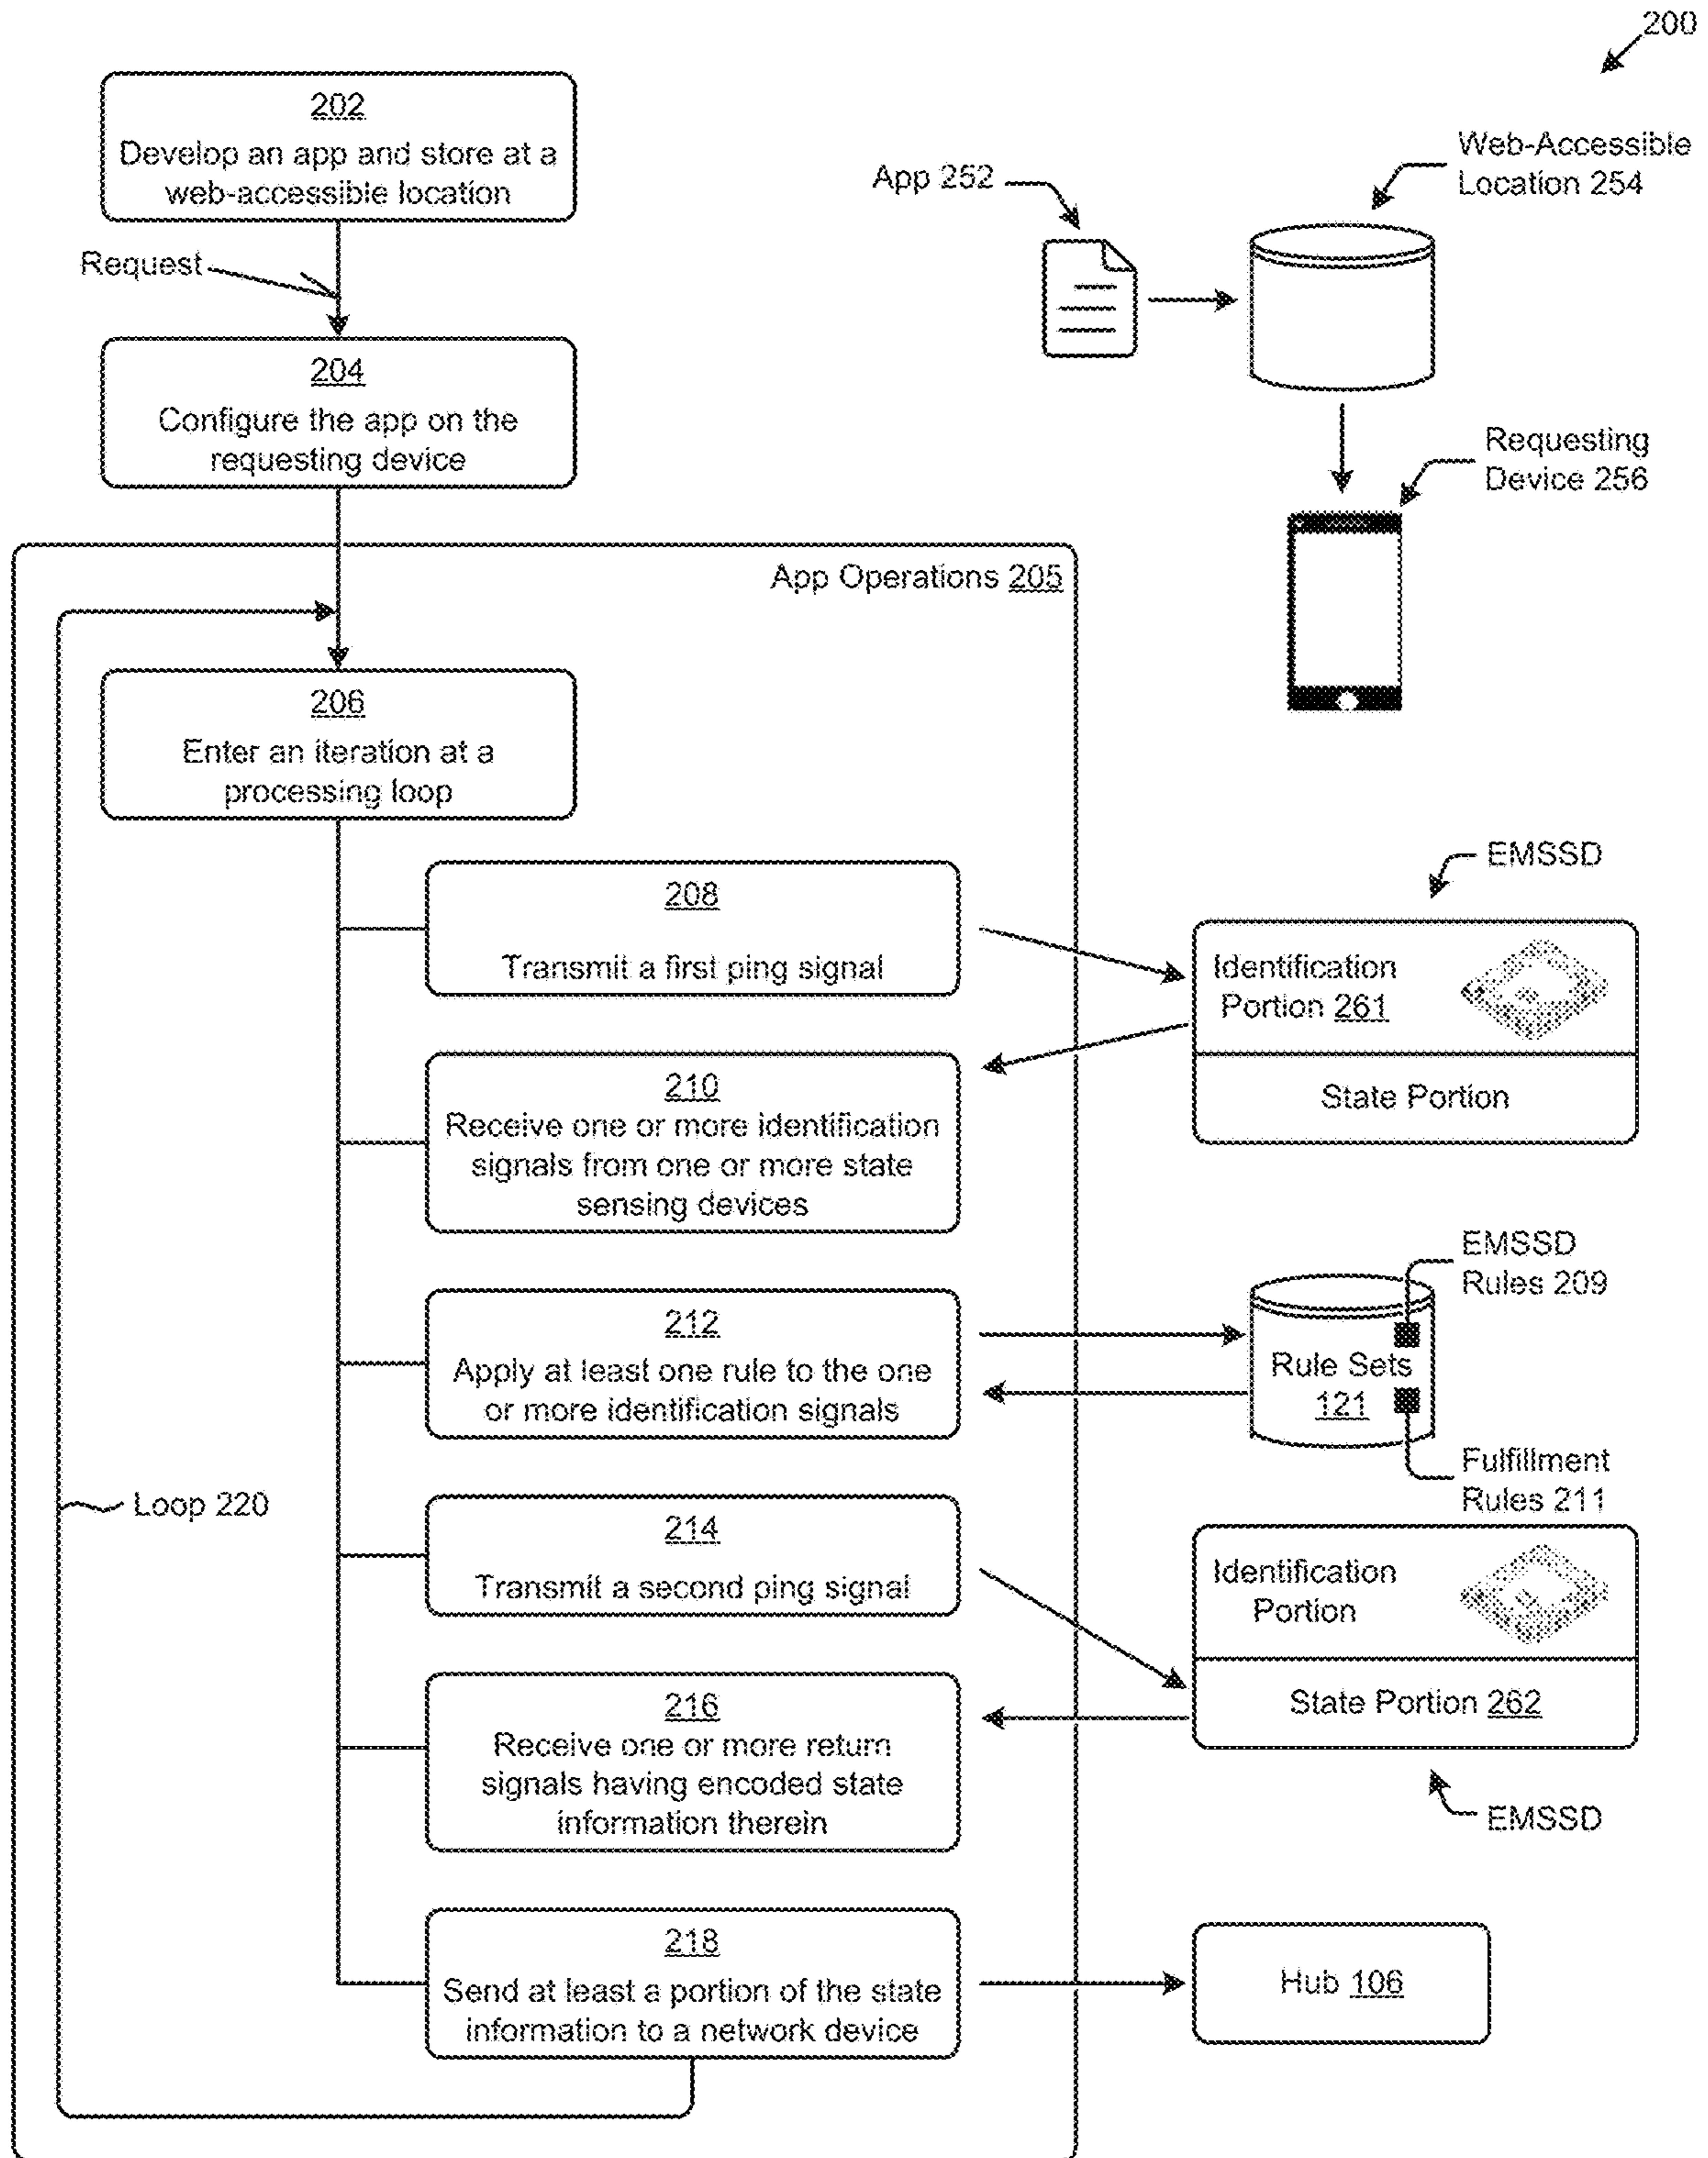 200
202
Develop an app and store at a
web-accessible location
Request
App 252
Web-Accessible
Location 254
204
Configure the app on the
requesting device
Requesting
Device 256
App Operations 205
206
Enter an iteration at a
processing loop
208
Transmit a first ping signal
EMSSD
Identification
Portion 261
State Portion
210
Receive one or more identification
signals from one or more state
sensing devices
212
Apply at least one rule to the one
or more identification signals
EMSSD
Rules 209
Rule Sets
121
Fulfillment
Rules 211
Loop 220
214
Transmit a second ping signal
Identification
Portion
State Portion 262
EMSSD
216
Receive one or more return
signals having encoded state
information therein
218
Send at least a portion of the state
information to a network device
Hub 106